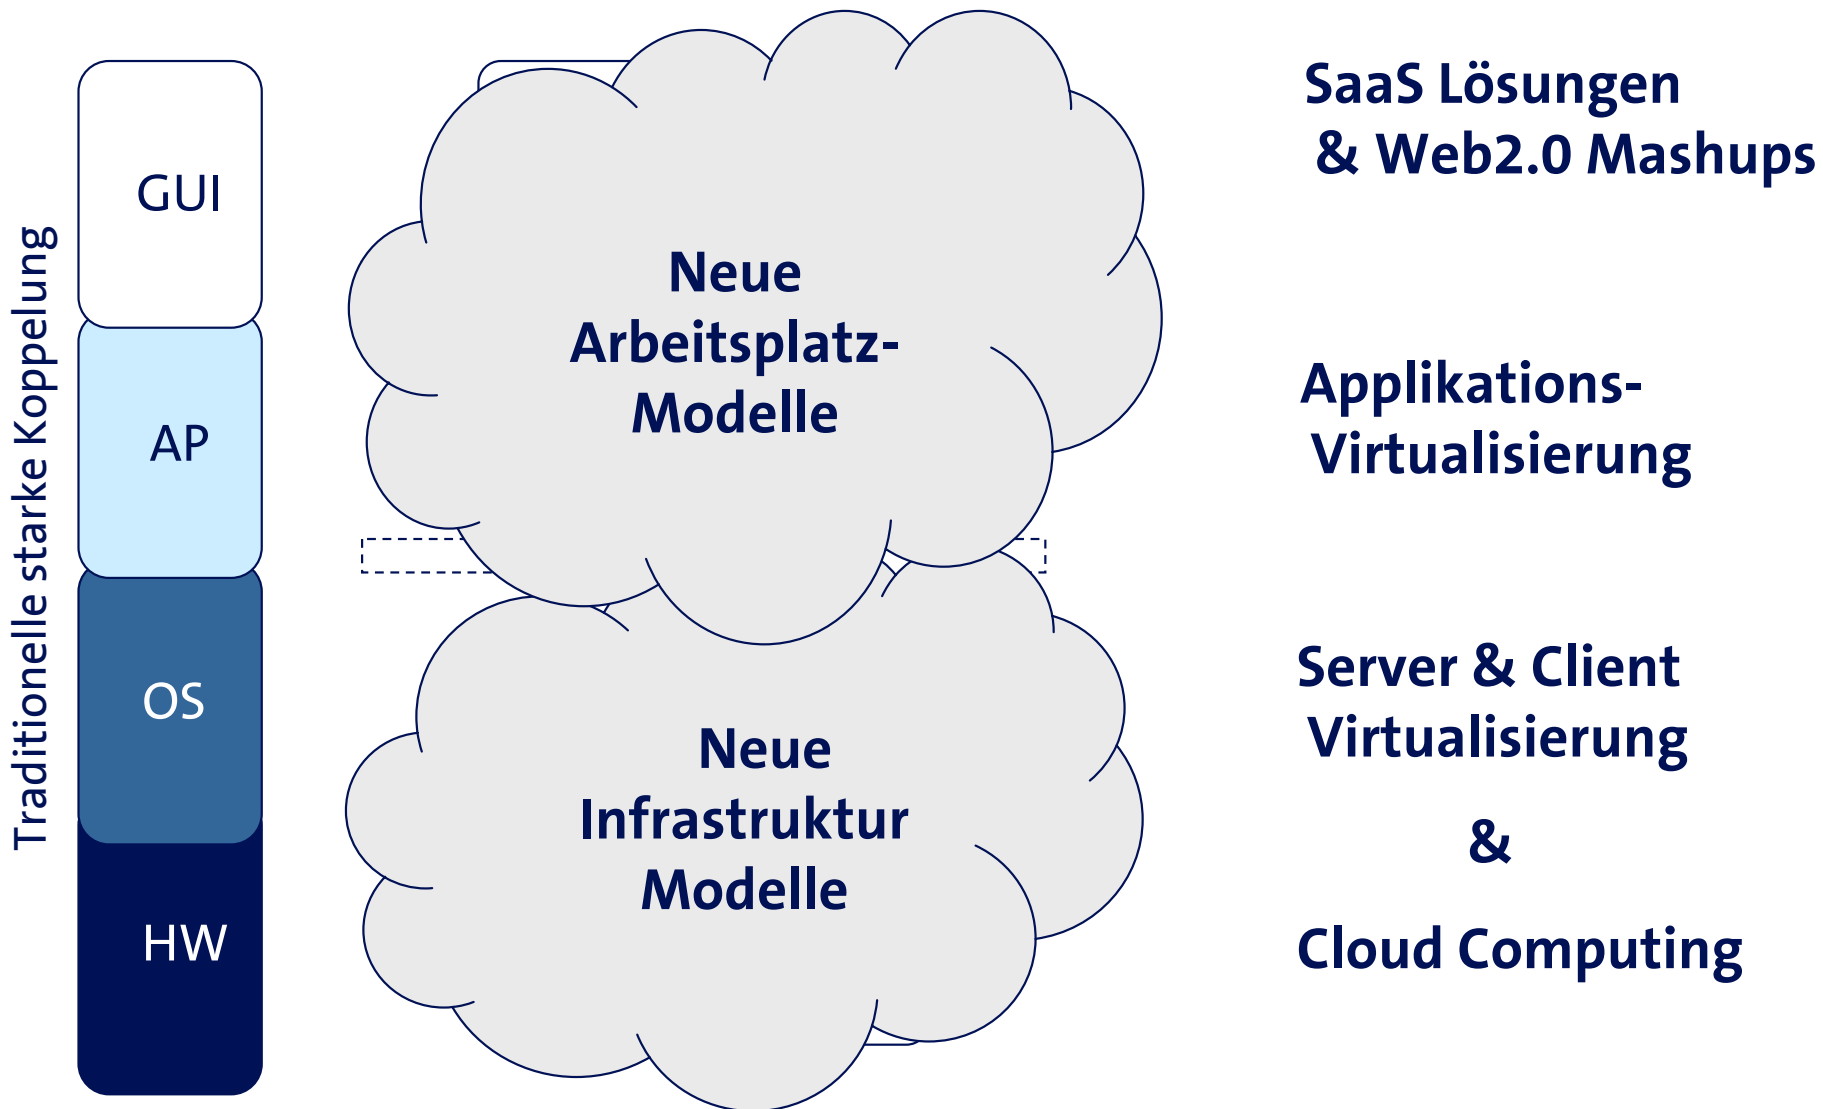 Traditionelle starke Koppelung
GUI
AP
OS
HW
Neue
Arbeitsplatz-
Modelle
Neue
Infrastruktur
Modelle
SaaS Lösungen
& Web2.0 Mashups
Applikations-
Virtualisierung
Server & Client
Virtualisierung
&
Cloud Computing